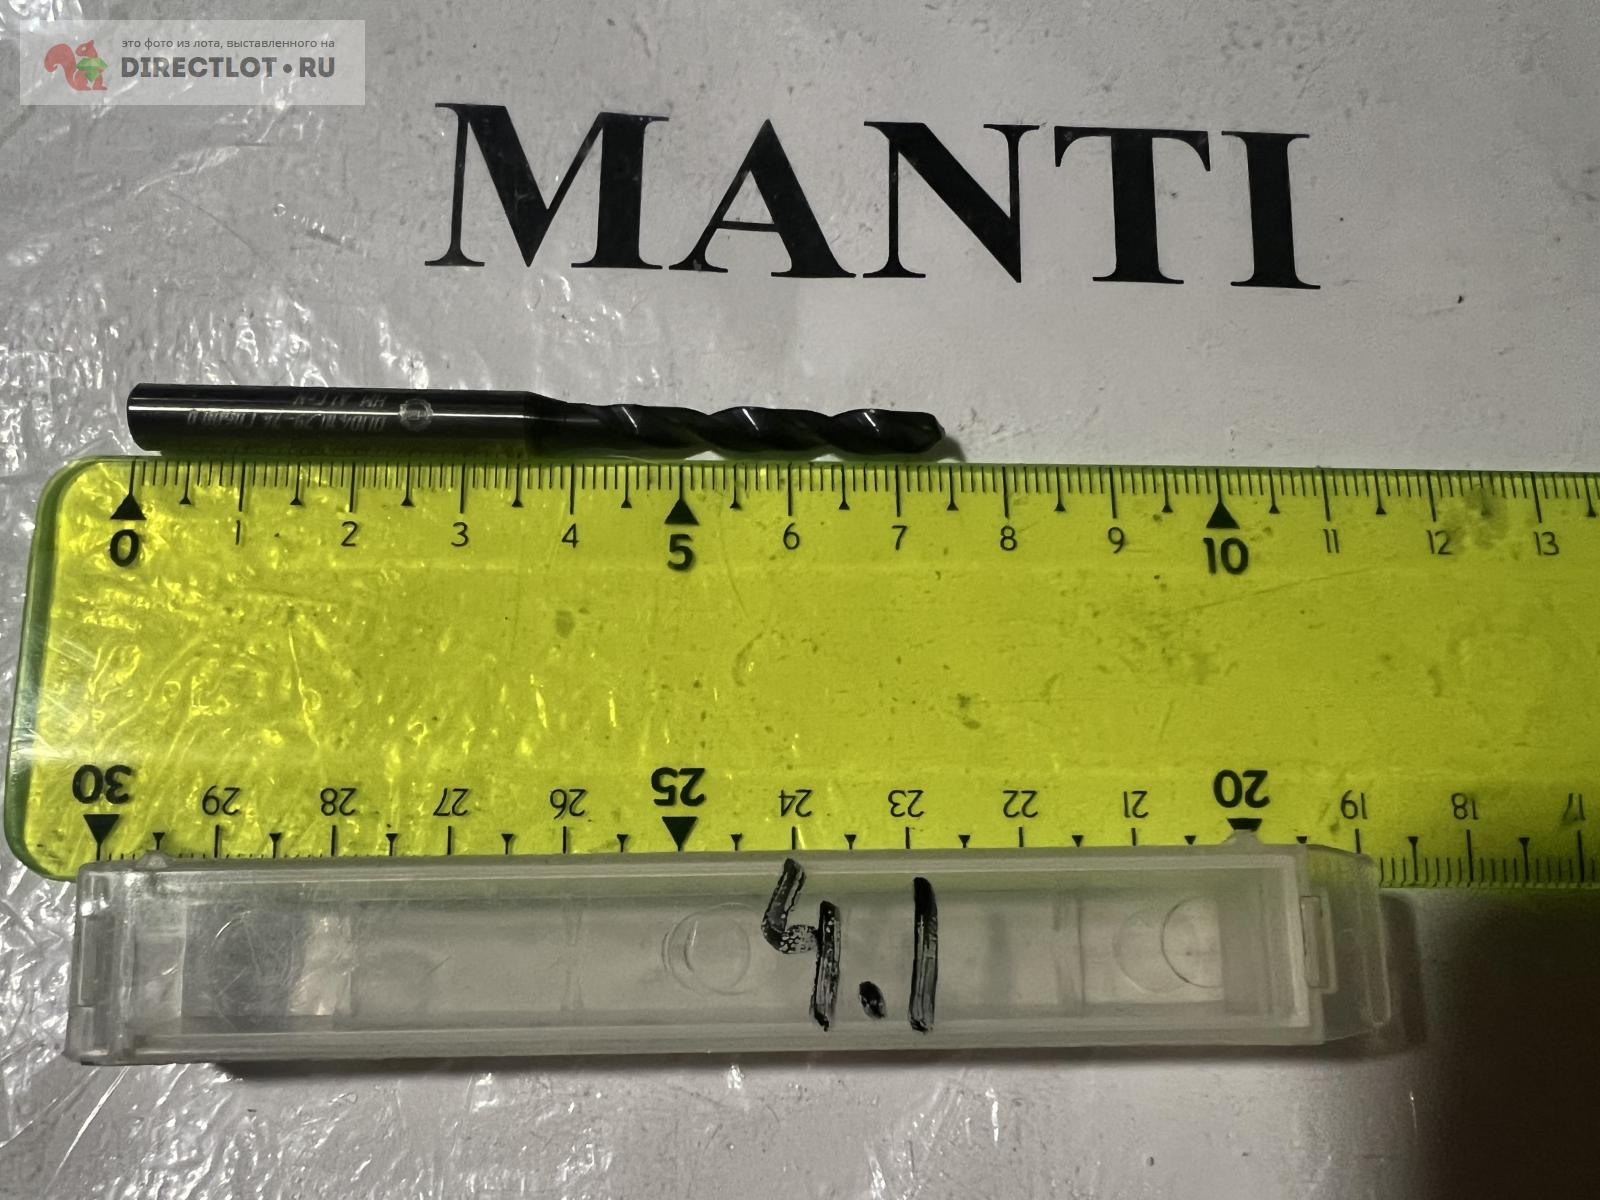 это фото из лота, выставленного на
DIRECTLOT•RU
MANTI
0 1 2 3 4 5 6 7 8 9 10 11 12 13
30 29 28 27 26 25 24 23 22 21 20 19 18 17
4.1